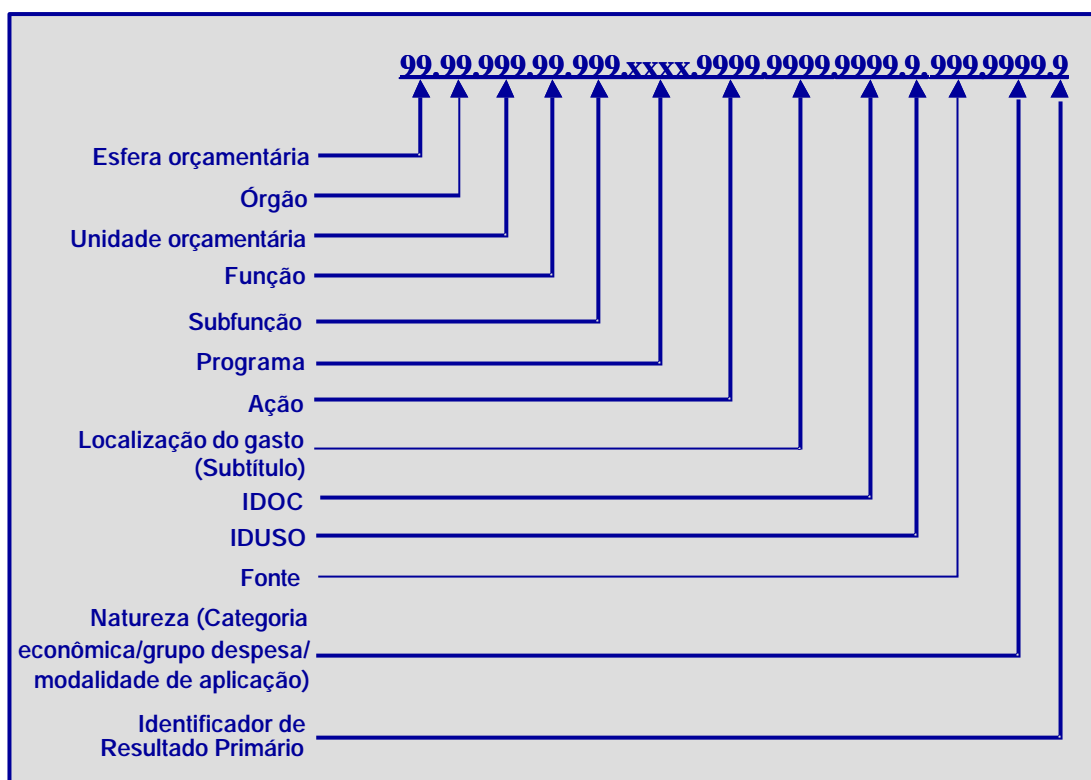 99.99.999.99.999.xxxx.9999.9999.9999.9.999.9999.9
Esfera orçamentária
Órgão
Unidade orçamentária
Função
Subfunção
Programa
Ação
Localização do gasto
(Subtítulo)
IDOC
IDUSO
Fonte
Natureza (Categoria
econômica/grupo despesa/
modalidade de aplicação)
Identificador de
Resultado Primário